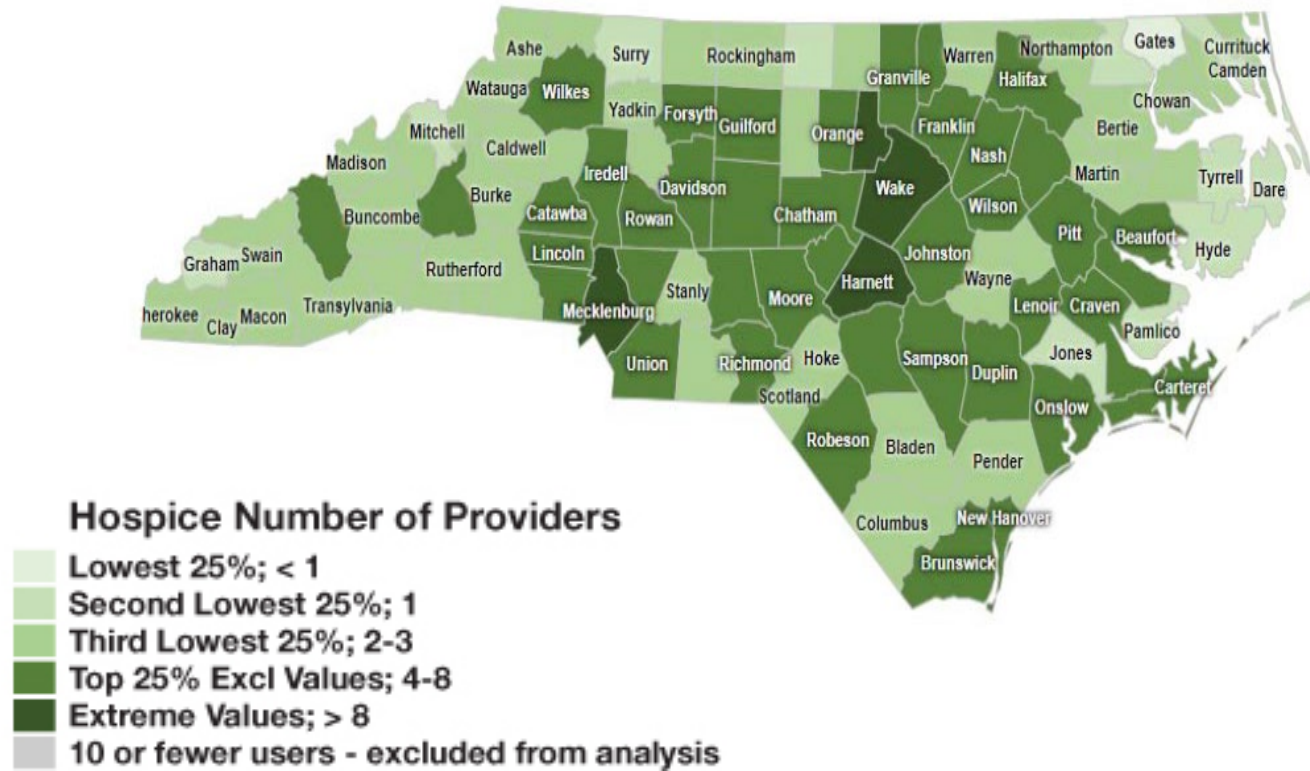 Ashe
Surry
Rockingham
Warren
Northampton
Gates
Currituck
Camden
Granville
Halifax
Watauga
Wilkes
Yadkin
Forsyth
Guilford
Orange
Franklin
Chowan
Bertie
Mitchell
Caldwell
Nash
Madison
Iredell
Davidson
Wake
Martin
Tyrrell
Dare
Burke
Buncombe
Catawba
Rowan
Chatham
Wilson
Pitt
Beaufort
Hyde
Graham
Swain
Rutherford
Lincoln
Johnston
Wayne
Stanly
Moore
Harnett
Lenoir
Craven
Mecklenburg
herokee
Clay
Macon
Transylvania
Pamlico
Union
Richmond
Hoke
Sampson
Duplin
Jones
Carteret
Scotland
Onslow
Robeson
Bladen
Pender
Columbus
New Hanover
Brunswick
Hospice Number of Providers
Lowest 25%; < 1
Second Lowest 25%; 1
Third Lowest 25%; 2-3
Top 25% Excl Values; 4-8
Extreme Values; > 8
10 or fewer users - excluded from analysis